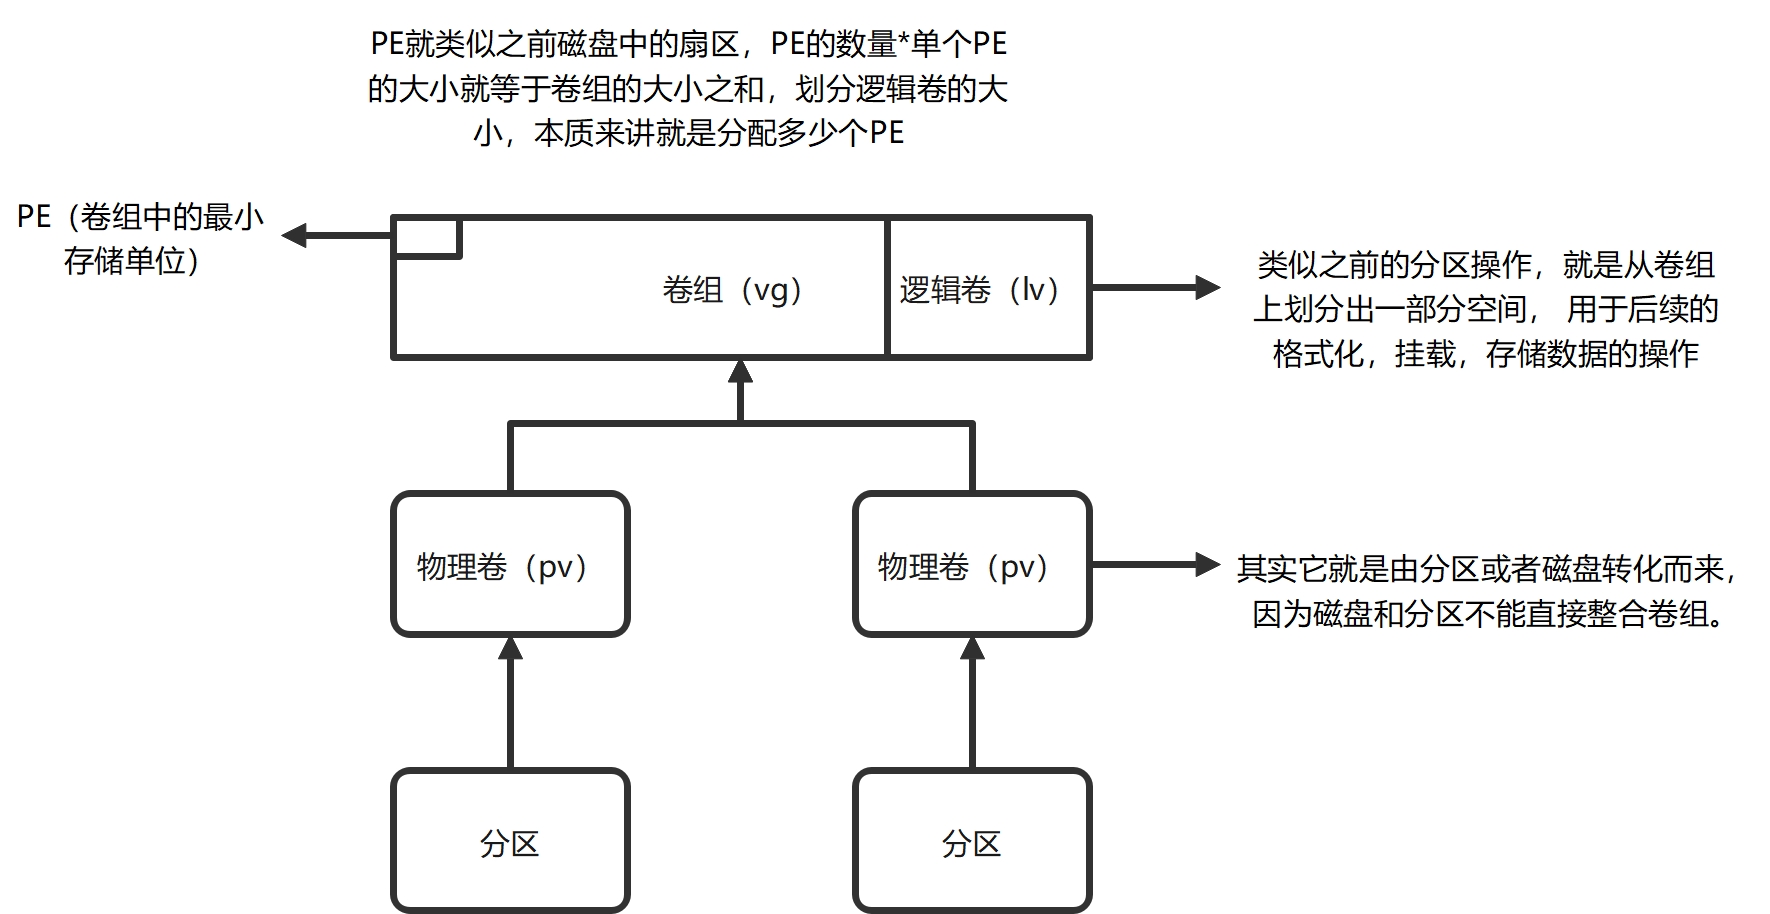 PE就类似之前磁盘中的扇区，PE的数量*单个PE
的大小就等于卷组的大小之和，划分逻辑卷的大
小，本质来讲就是分配多少个PE
PE（卷组中的最小
存储单位）
卷组（vg）
逻辑卷（lv）
类似之前的分区操作，就是从卷组
上划分出一部分空间， 用于后续的
格式化，挂载，存储数据的操作
物理卷（pv）
物理卷（pv）
其实它就是由分区或者磁盘转化而来，
因为磁盘和分区不能直接整合卷组。
分区
分区